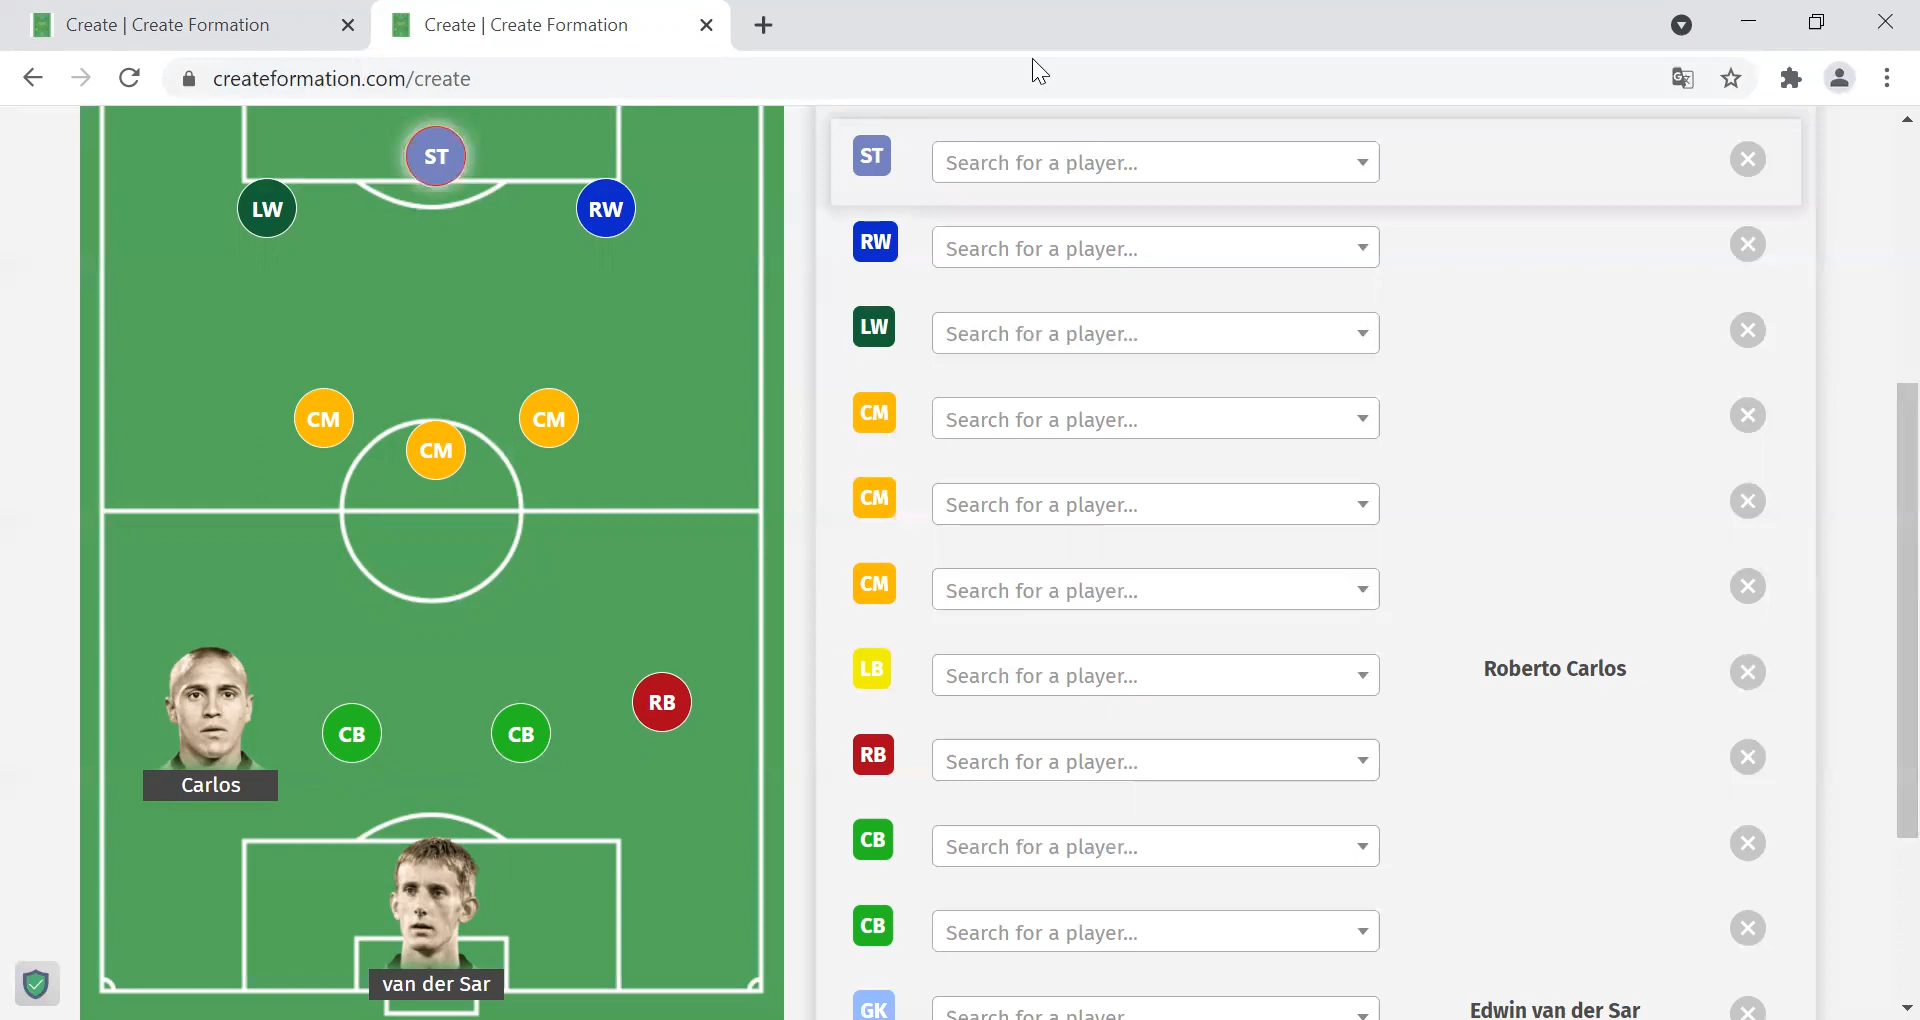 Create | Create Formation
Create | Create Formation
createformation.com/create
ST
LW
RW
CM
CM
CM
RB
CB
CB
Carlos
van der Sar
ST Search for a player...
RW Search for a player...
LW Search for a player...
CM Search for a player...
CM Search for a player...
CM Search for a player...
LB Search for a player... Roberto Carlos
RB Search for a player...
CB Search for a player...
CB Search for a player...
GK Search for a player Edwin van der Sar